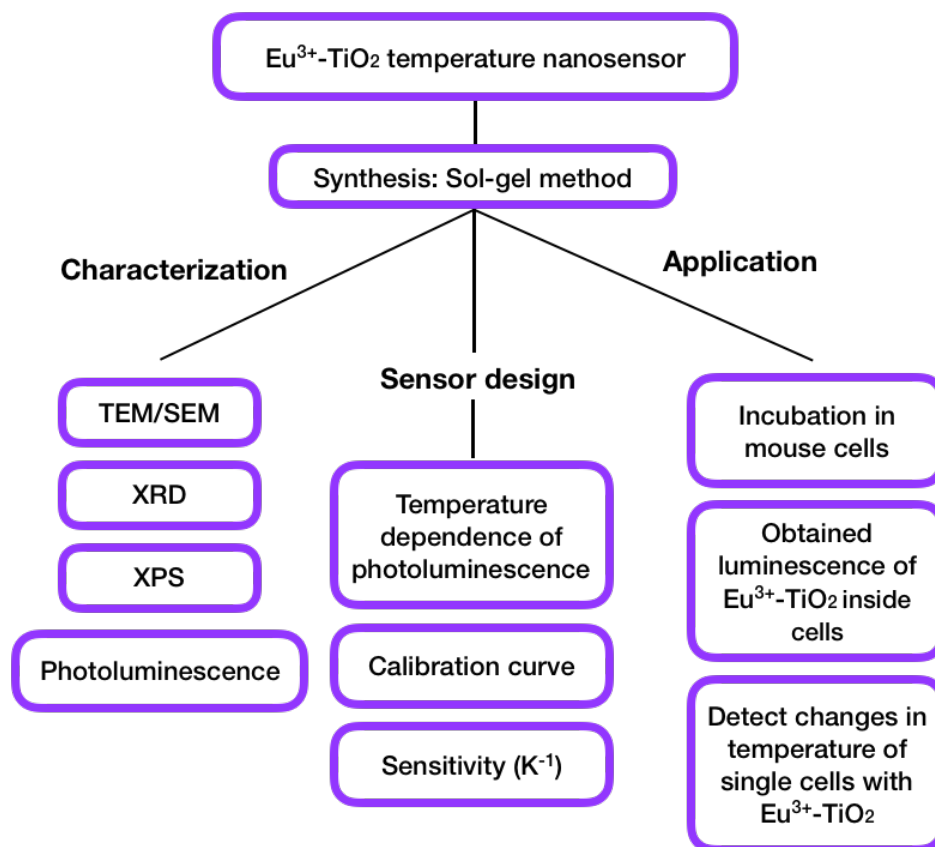 Eu³⁺-TiO₂ temperature nanosensor
Synthesis: Sol-gel method
Characterization
TEM/SEM
XRD
XPS
Photoluminescence
Sensor design
Temperature
dependence of
photoluminescence
Calibration curve
Sensitivity (K⁻¹)
Application
Incubation in
mouse cells
Obtained
luminescence of
Eu³⁺-TiO₂ inside
cells
Detect changes in
temperature of
single cells with
Eu³⁺-TiO₂